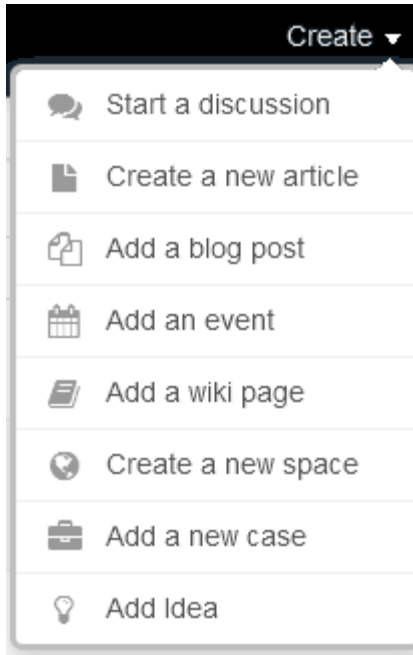 Create
Start a discussion
Create a new article
Add a blog post
Add an event
Add a wiki page
Create a new space
Add a new case
Add Idea